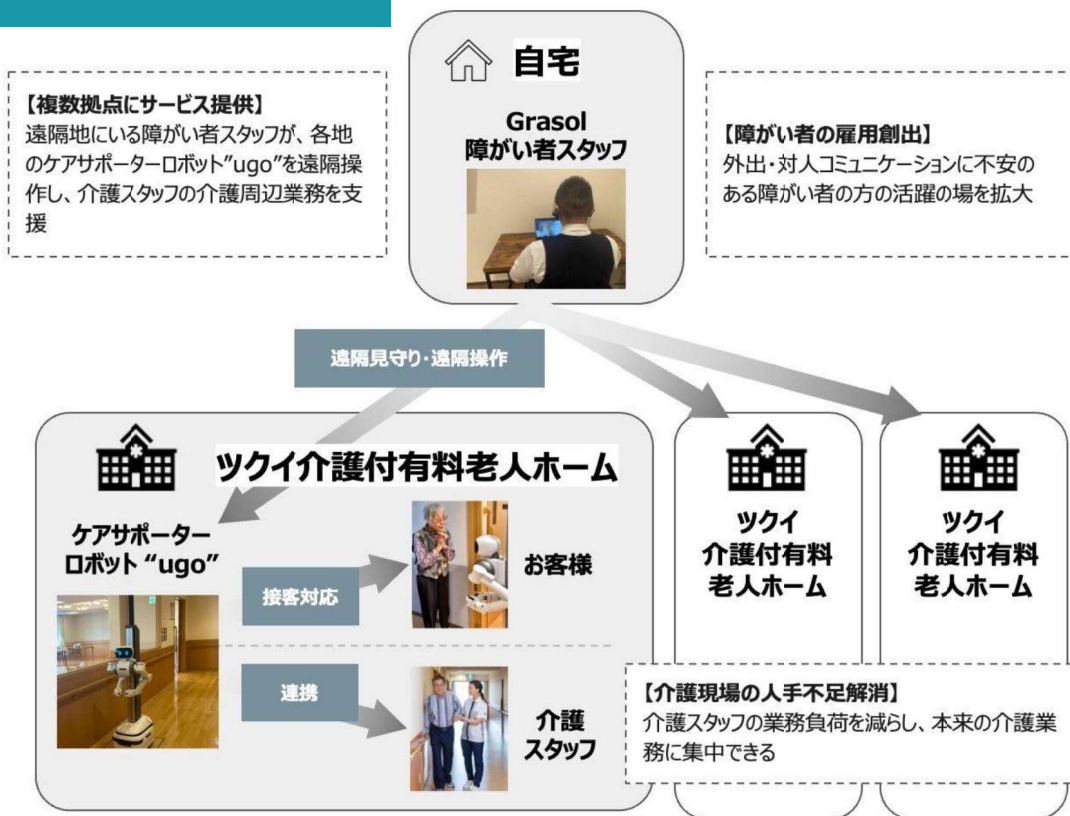 自宅
Grasol
障がい者スタッフ
【複数拠点にサービス提供】
遠隔地にいる障がい者スタッフが、各地
のケアサポーターロボット”ugo”を遠隔操
作し、介護スタッフの介護周辺業務を支
援
【障がい者の雇用創出】
外出・対人コミュニケーションに不安の
ある障がい者の方の活躍の場を拡大
遠隔見守り・遠隔操作
ツクイ介護付有料老人ホーム
ケアサポーター
ロボット “ugo”
接客対応
お客様
連携
介護
スタッフ
ツクイ
介護付有料
老人ホーム
ツクイ
介護付有料
老人ホーム
【介護現場の人手不足解消】
介護スタッフの業務負荷を減らし、本来の介護業
務に集中できる